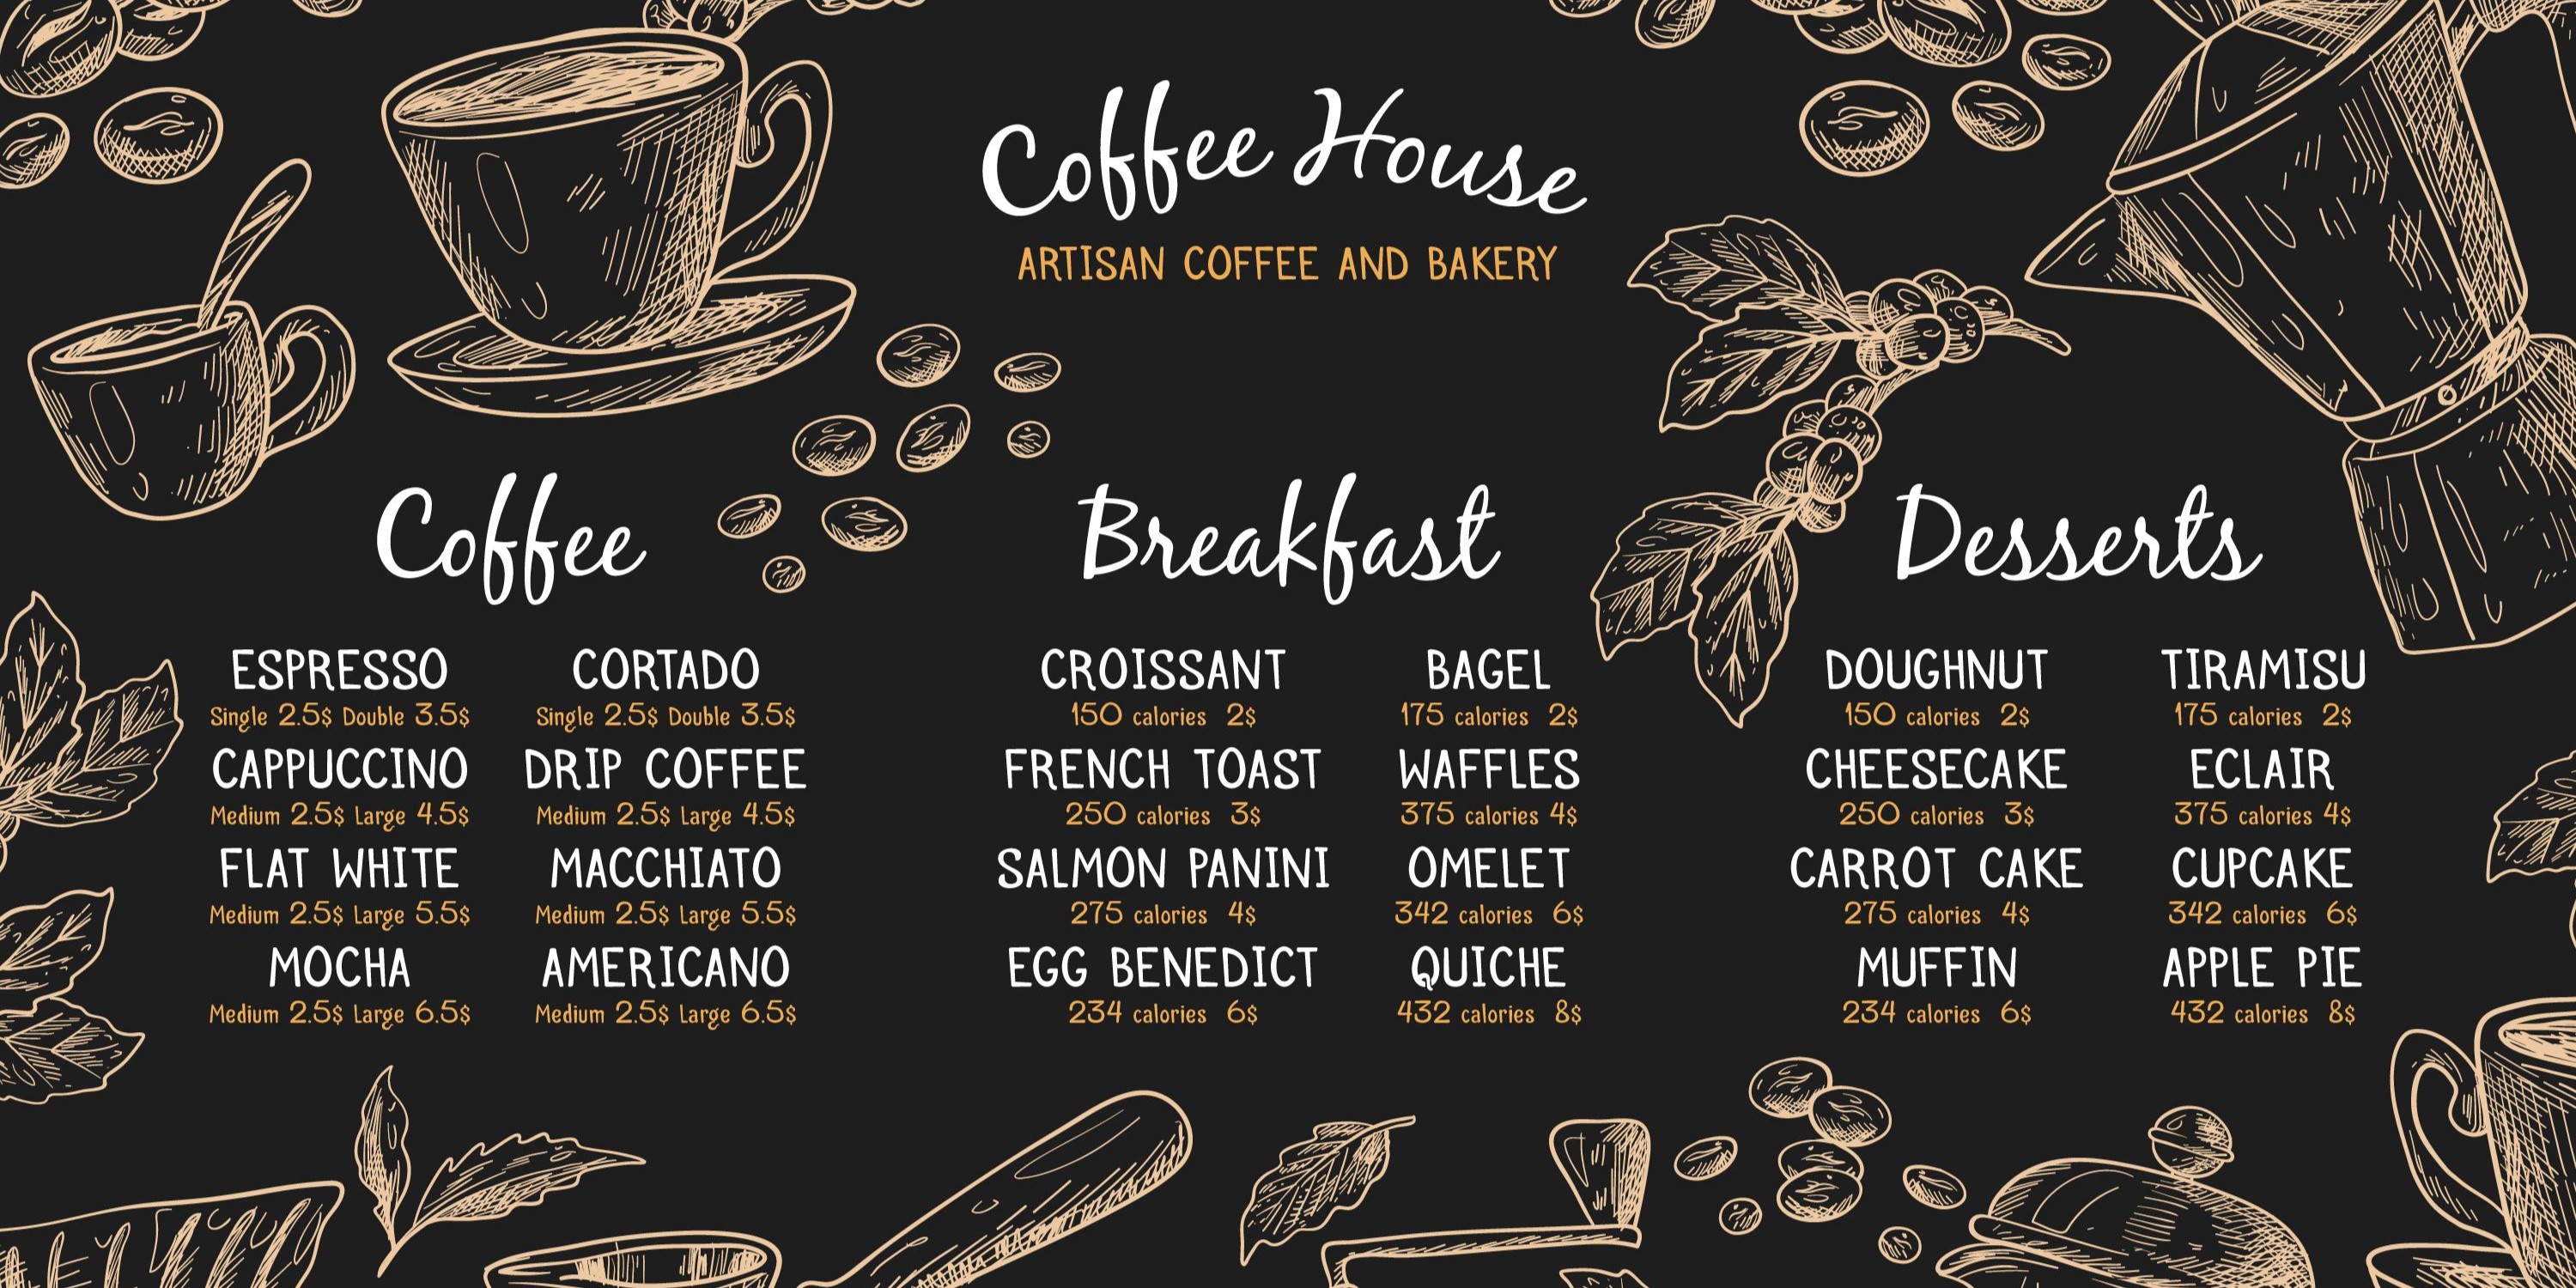 Coffee House
ARTISAN COFFEE AND BAKERY
Coffee
ESPRESSO
Single 2.5$ Double 3.5$
CAPPUCCINO
Medium 2.5$ Large 4.5$
FLAT WHITE
Medium 2.5$ Large 5.5$
MOCHA
Medium 2.5$ Large 6.5$
CORTADO
Single 2.5$ Double 3.5$
DRIP COFFEE
Medium 2.5$ Large 4.5$
MACCHIATO
Medium 2.5$ Large 5.5$
AMERICANO
Medium 2.5$ Large 6.5$
Breakfast
CROISSANT
150 calories 2$
FRENCH TOAST
250 calories 3$
SALMON PANINI
275 calories 4$
EGG BENEDICT
234 calories 6$
BAGEL
175 calories 2$
WAFFLES
375 calories 4$
OMELET
342 calories 6$
QUICHE
432 calories 8$
Desserts
DOUGHNUT
150 calories 2$
CHEESECAKE
250 calories 3$
CARROT CAKE
275 calories 4$
MUFFIN
234 calories 6$
TIRAMISU
175 calories 2$
ECLAIR
375 calories 4$
CUPCAKE
342 calories 6$
APPLE PIE
432 calories 8$